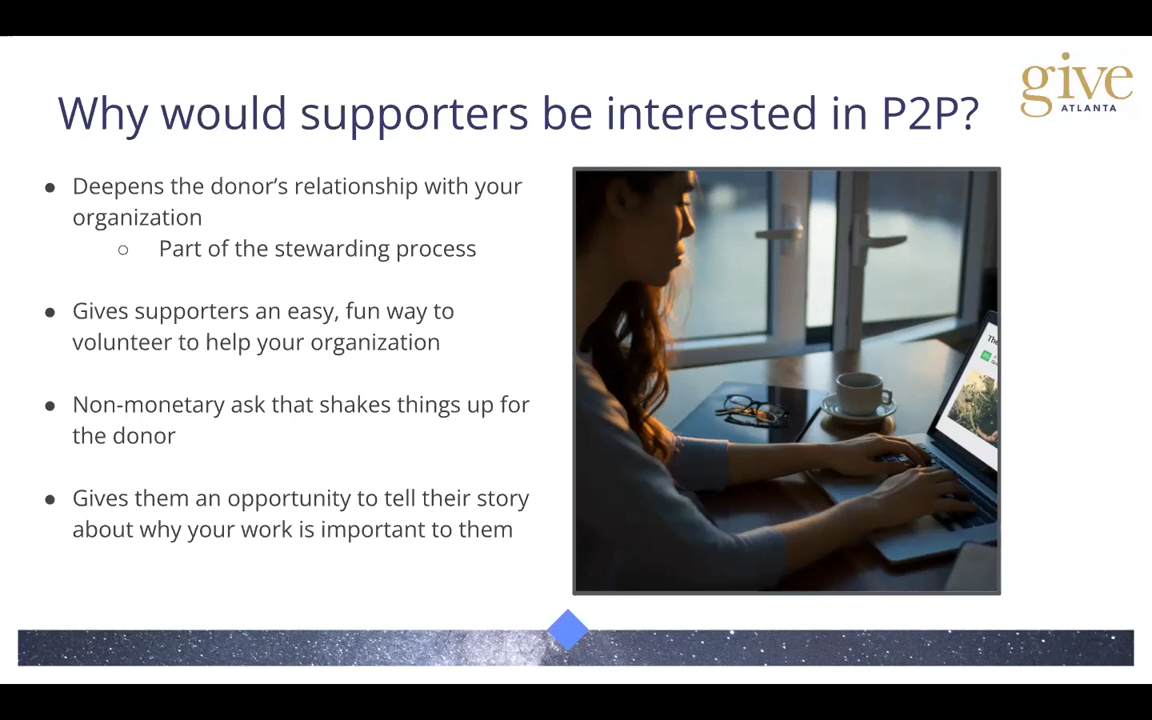 give
ATLANTA
Why would supporters be interested in P2P?
● Deepens the donor’s relationship with your
organization
○ Part of the stewarding process
● Gives supporters an easy, fun way to
volunteer to help your organization
● Non-monetary ask that shakes things up for
the donor
● Gives them an opportunity to tell their story
about why your work is important to them